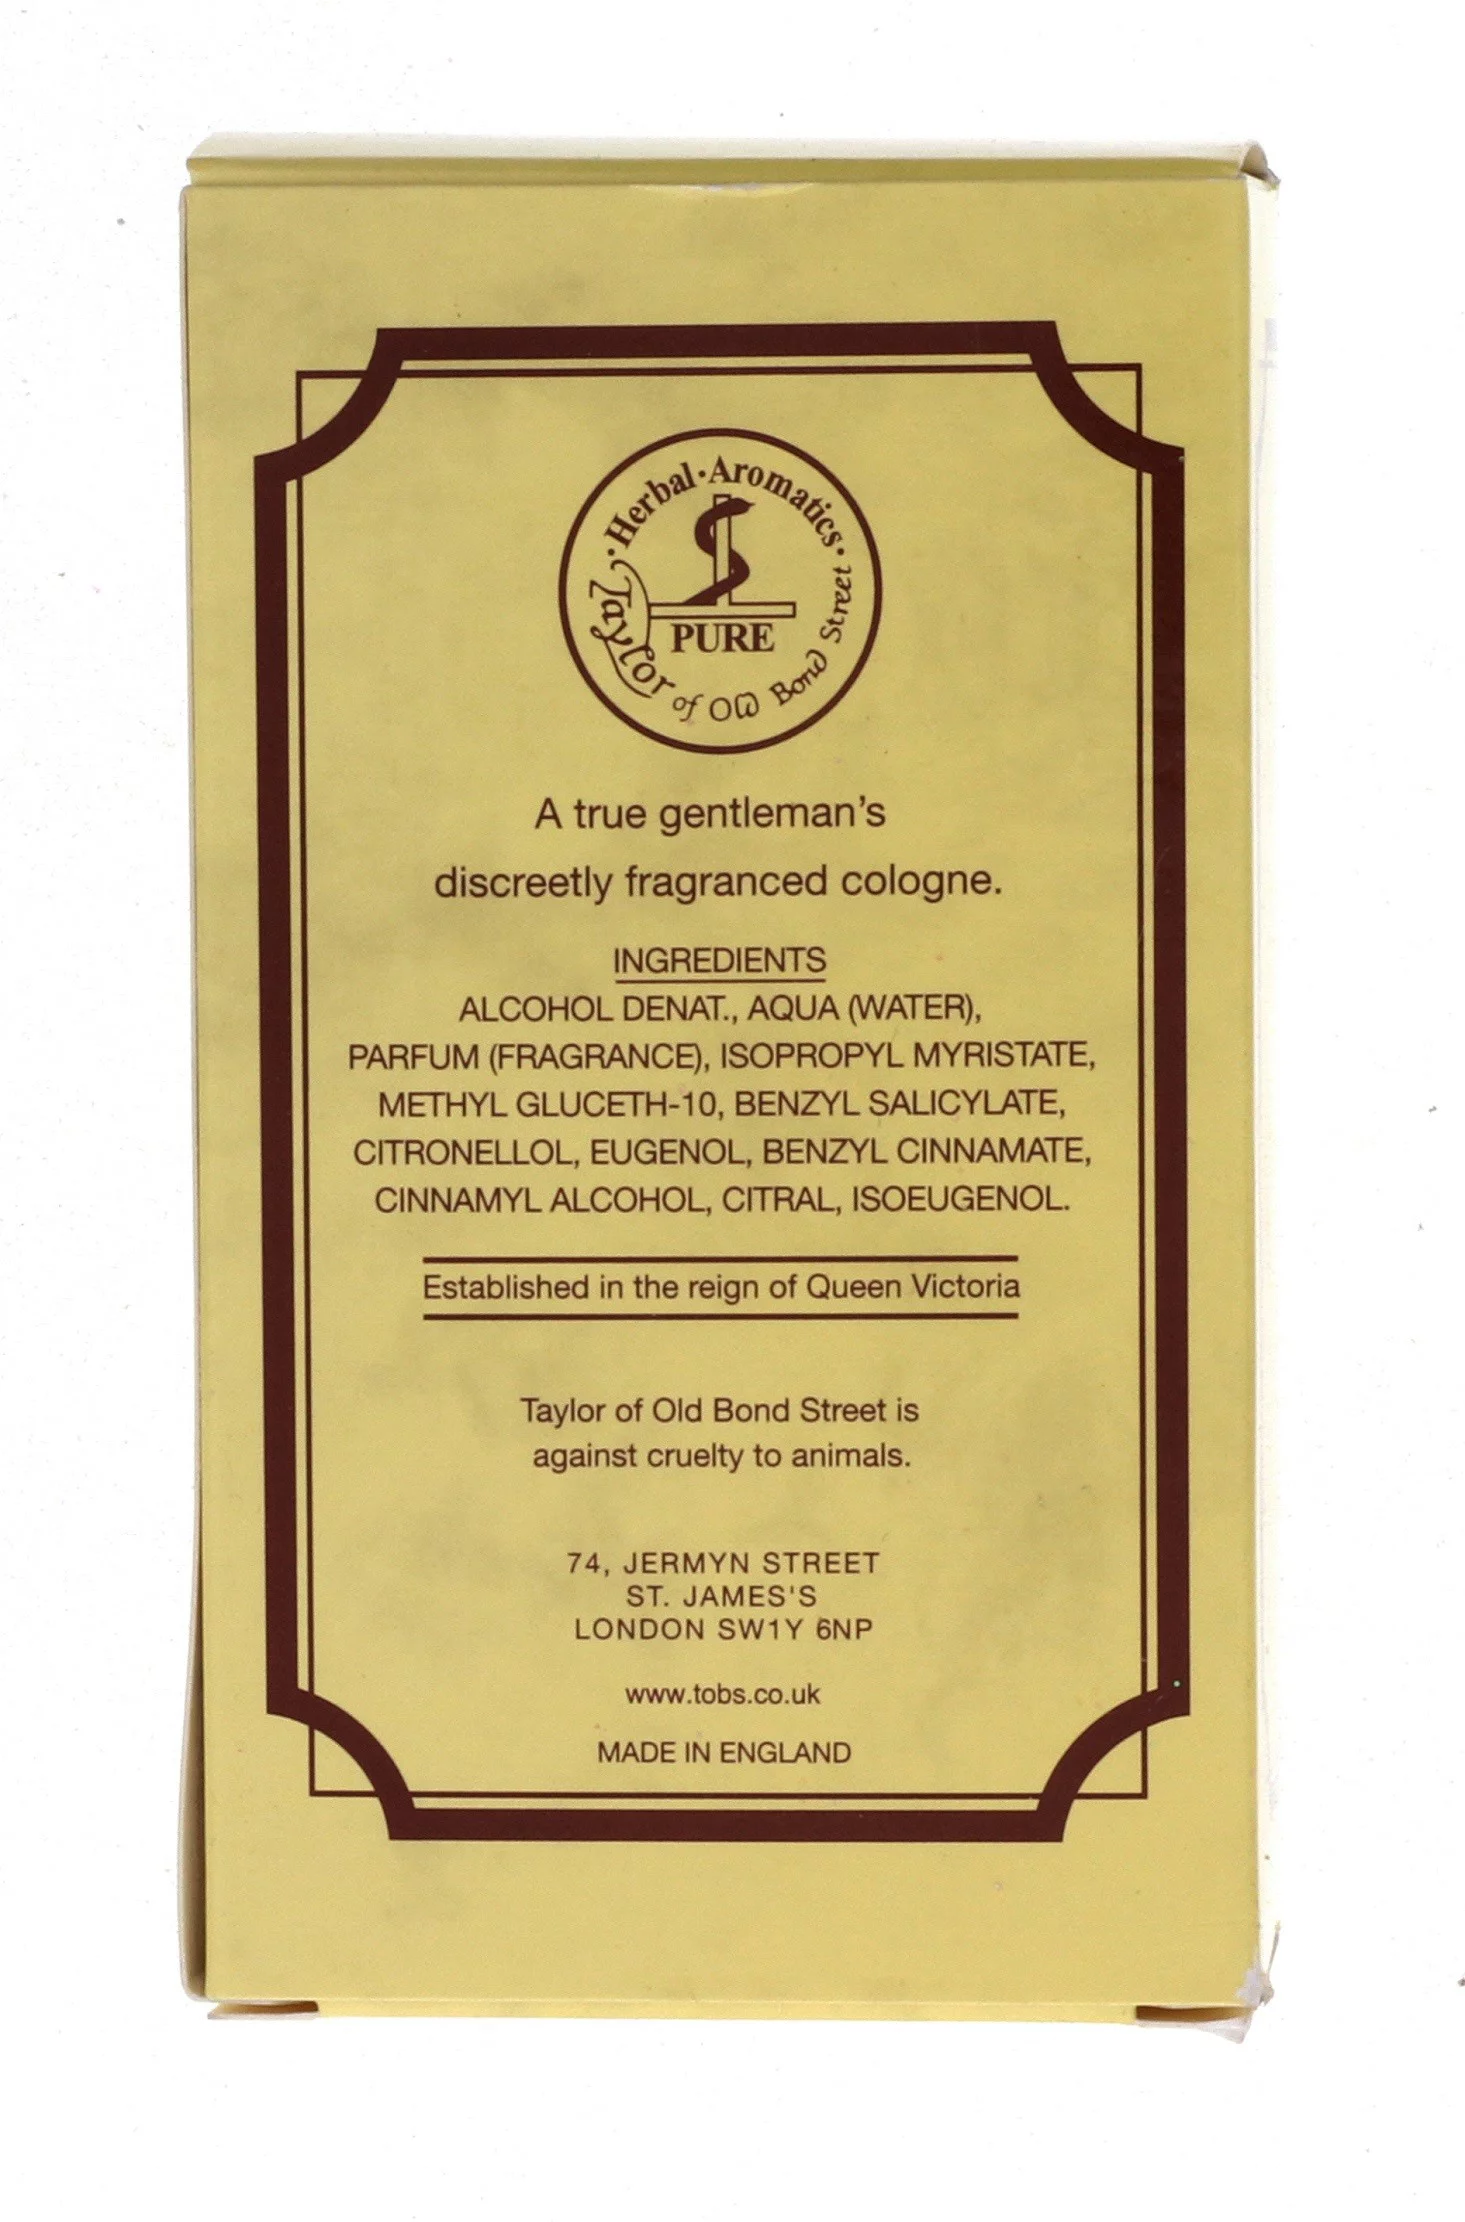 · Herbal · Aromatics ·
PURE
Taylor of Old Bond Street
A true gentleman’s
discreetly fragranced cologne.
INGREDIENTS
ALCOHOL DENAT., AQUA (WATER),
PARFUM (FRAGRANCE), ISOPROPYL MYRISTATE,
METHYL GLUCETH-10, BENZYL SALICYLATE,
CITRONELLOL, EUGENOL, BENZYL CINNAMATE,
CINNAMYL ALCOHOL, CITRAL, ISOEUGENOL.
Established in the reign of Queen Victoria
Taylor of Old Bond Street is
against cruelty to animals.
74, JERMYN STREET
ST. JAMES'S
LONDON SW1Y 6NP
www.tobs.co.uk
MADE IN ENGLAND